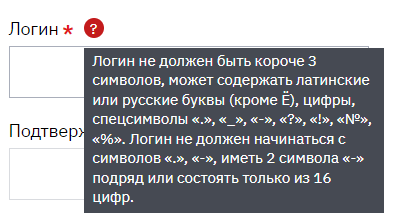 Логин * ?
Логин не должен быть короче 3
символов, может содержать латинские
или русские буквы (кроме Ё), цифры,
спецсимволы «.», «_», «-», «?», «!», «№»,
«%». Логин не должен начинаться с
символов «.», «-», иметь 2 символа «-»
подряд или состоять только из 16
цифр.